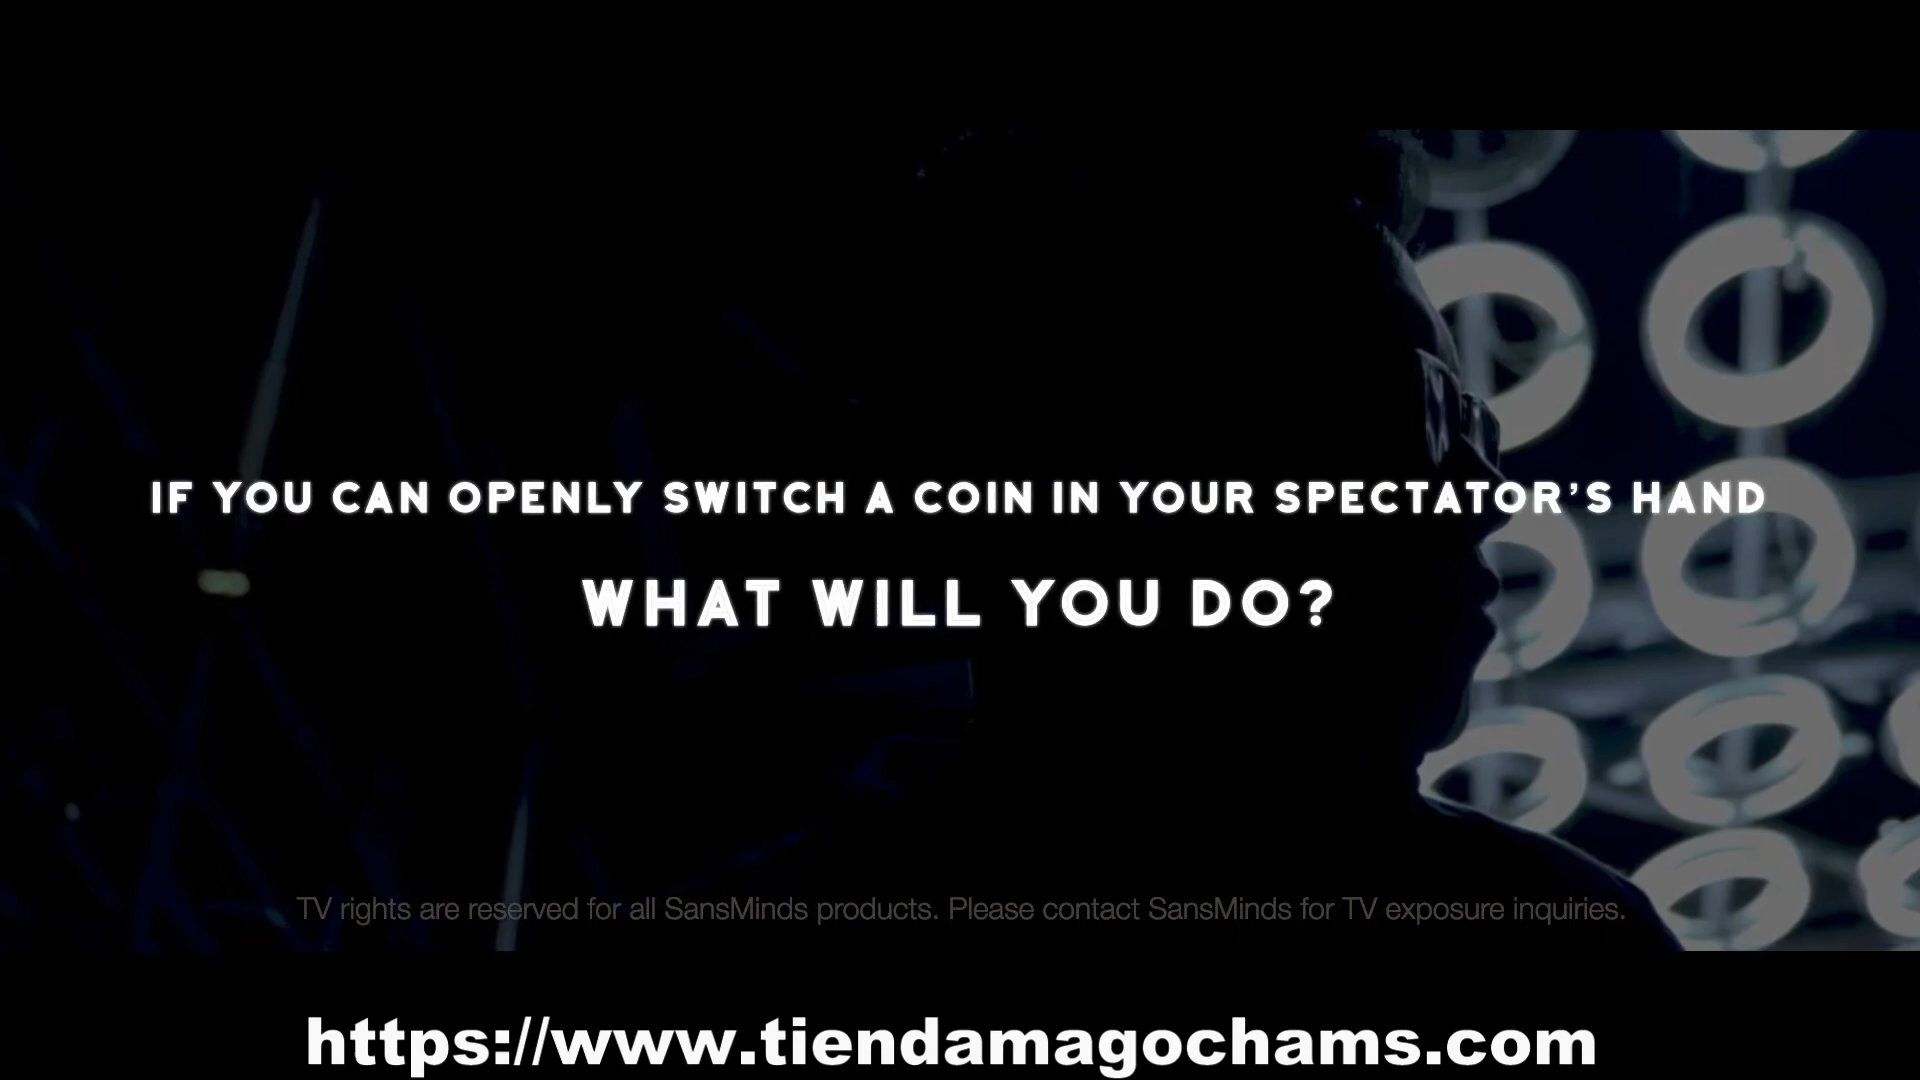 IF YOU CAN OPENLY SWITCH A COIN IN YOUR SPECTATOR'S HAND
WHAT WILL YOU DO?
TV rights are reserved for all SansMinds products. Please contact SansMinds for TV exposure inquiries.
https://www.tiendamagochams.com